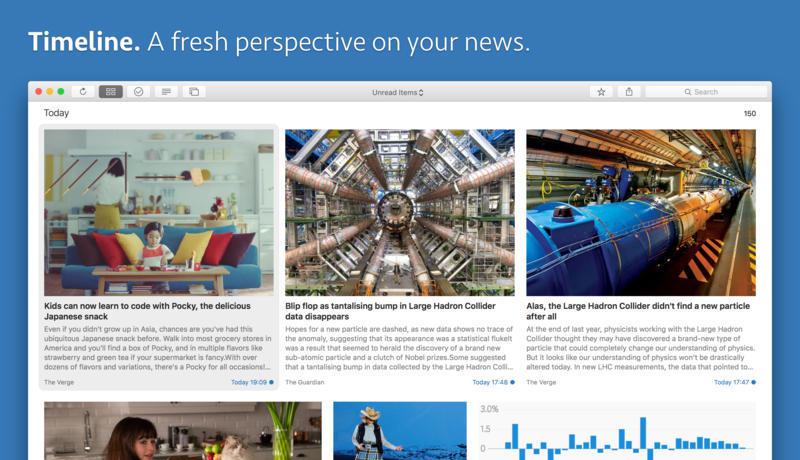 Timeline. A fresh perspective on your news.
Unread Items
Search
Today
150
Kids can now learn to code with Pocky, the delicious
Japanese snack
Even if you didn't grow up in Asia, chances are you've had this
ubiquitous Japanese snack before. Walk into most grocery stores in
America and you'll find a box of Pocky, and in multiple flavors like
strawberry and green tea if your supermarket is fancy.With over
dozens of flavors and variations, there's a Pocky for all occasions!...
The Verge
Today 19:09
Blip flop as tantalising bump in Large Hadron Collider
data disappears
Hopes for a new particle are dashed, as new data shows no trace of
the anomaly, suggesting that its appearance was a statistical flukeIt
was a result that seemed to herald the discovery of a brand new
sub-atomic particle and a clutch of Nobel prizes.Some suggested
that a tantalising bump in data collected by the Large Hadron Colli...
The Guardian
Today 17:48
Alas, the Large Hadron Collider didn't find a new particle
after all
At the end of last year, physicists working with the Large Hadron
Collider thought they may have discovered a brand-new type of
particle that could completely change our understanding of physics.
But it looks like our understanding of physics won't be drastically
altered today. In new LHC measurements, the data that pointed to...
The Verge
Today 17:47
3.0%
1.5
0